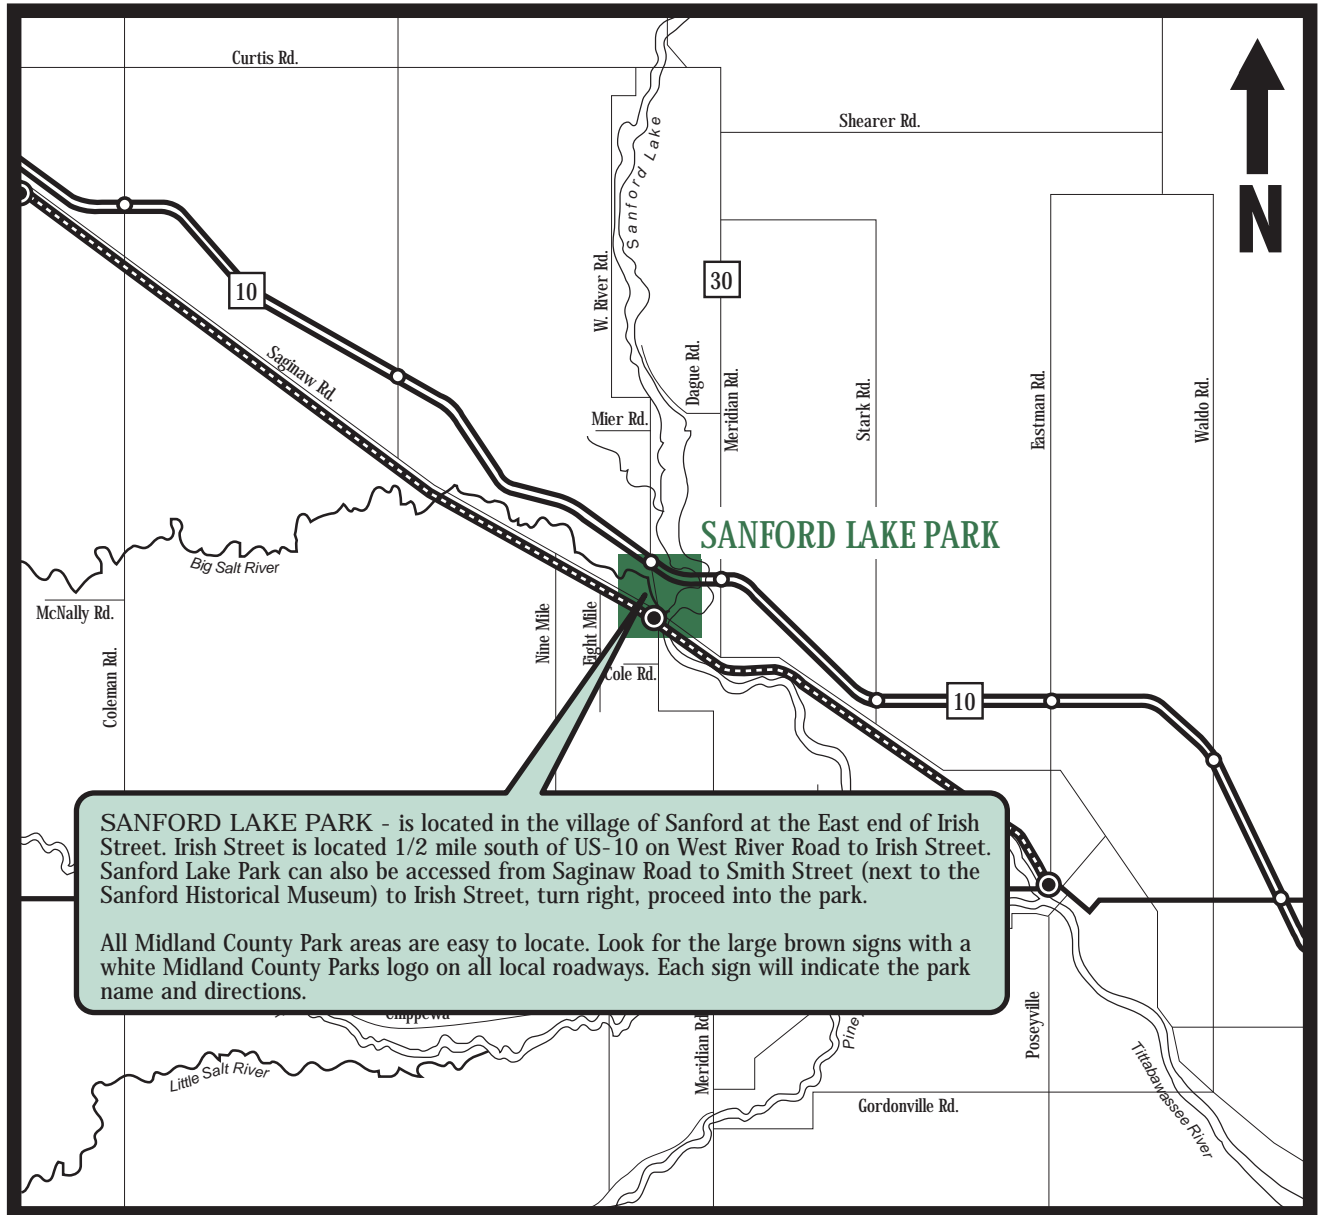 Curtis Rd.
Shearer Rd.
Sanford Lake
N
W. River Rd.
30
10
Saginaw Rd.
Dague Rd.
Meridian Rd.
Stark Rd.
Eastman Rd.
Waldo Rd.
Mier Rd.
SANFORD LAKE PARK
Big Salt River
McNally Rd.
Coleman Rd.
Nine Mile
Eight Mile
Cole Rd.
10
SANFORD LAKE PARK - is located in the village of Sanford at the East end of Irish
Street. Irish Street is located 1/2 mile south of US-10 on West River Road to Irish Street.
Sanford Lake Park can also be accessed from Saginaw Road to Smith Street (next to the
Sanford Historical Museum) to Irish Street, turn right, proceed into the park.
All Midland County Park areas are easy to locate. Look for the large brown signs with a
white Midland County Parks logo on all local roadways. Each sign will indicate the park
name and directions.
Chippewa
Little Salt River
Meridian Rd
Pine
Poseyville
Tittabawassee River
Gordonville Rd.